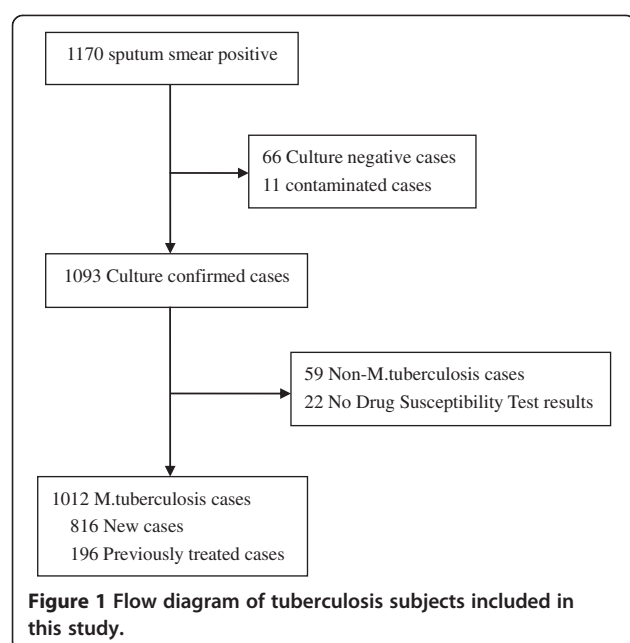 1170 sputum smear positive
66 Culture negative cases
11 contaminated cases
1093 Culture confirmed cases
59 Non-M.tuberculosis cases
22 No Drug Susceptibility Test results
1012 M.tuberculosis cases
816 New cases
196 Previously treated cases
Figure 1 Flow diagram of tuberculosis subjects included in
this study.